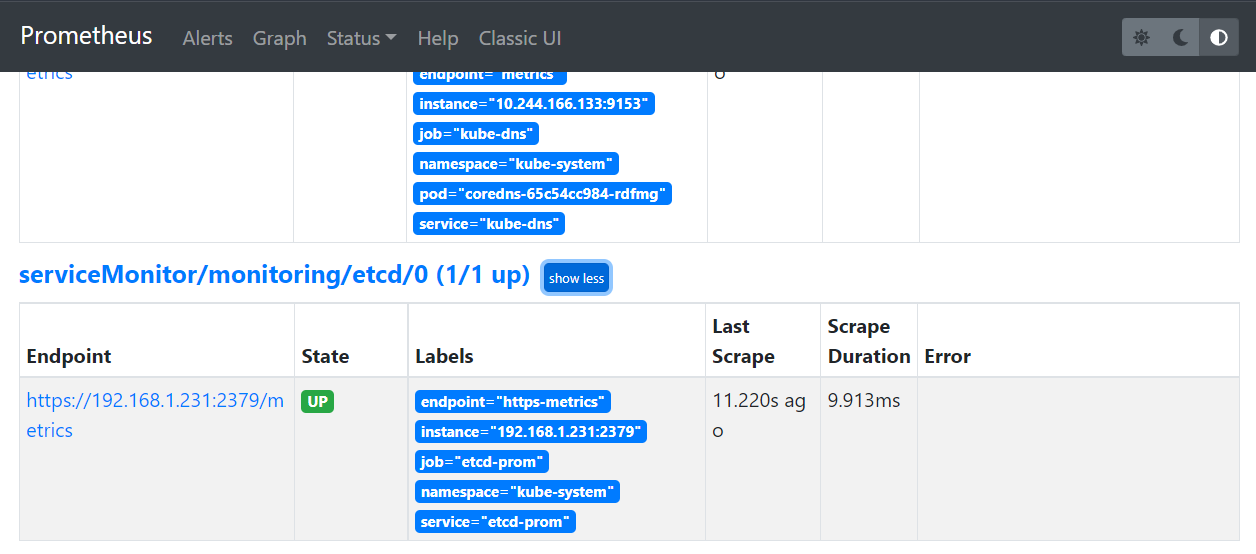 Prometheus Alerts Graph Status Help Classic UI
etrics
endpoint="metrics"
o
instance="10.244.166.133:9153"
job="kube-dns"
namespace="kube-system"
pod="coredns-65c54cc984-rdfmg"
service="kube-dns"
serviceMonitor/monitoring/etcd/0 (1/1 up) show less
Endpoint State Labels Last Scrape Scrape Duration Error
https://192.168.1.231:2379/m
etrics
UP
endpoint="https-metrics"
instance="192.168.1.231:2379"
job="etcd-prom"
namespace="kube-system"
service="etcd-prom"
11.220s ag
o
9.913ms